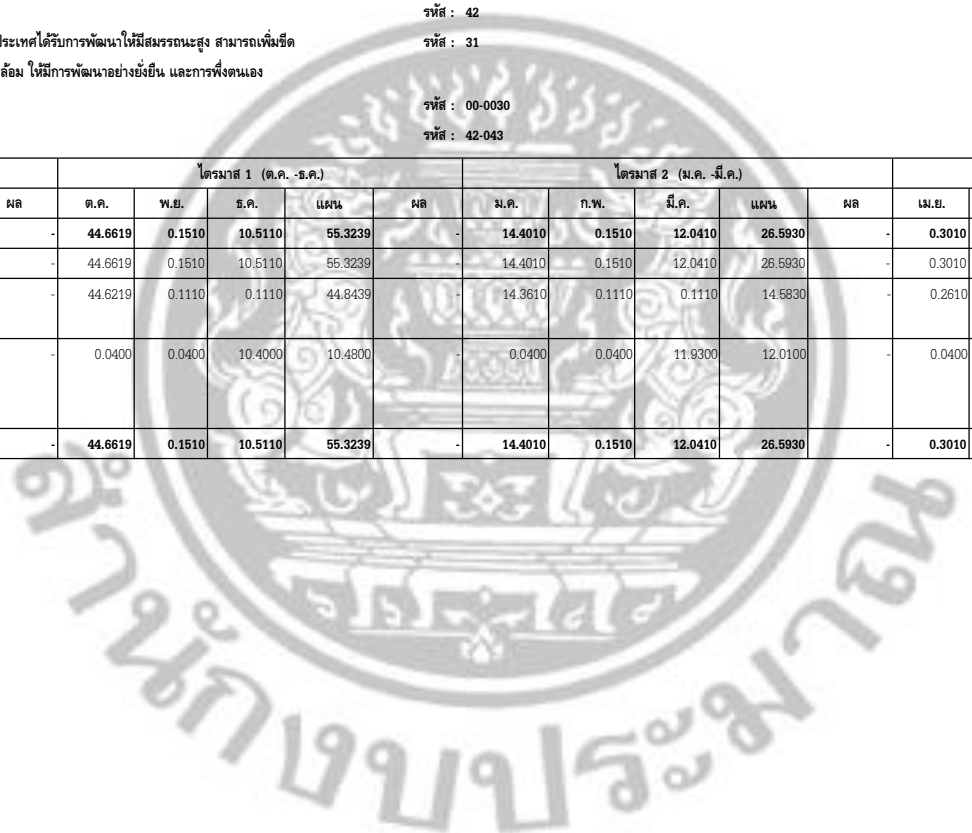 รหัส : 42
ประเทศได้รับการพัฒนาให้มีสมรรถนะสูง สามารถเพิ่มขีด รหัส : 31
ล้อม ให้มีการพัฒนาอย่างยั่งยืน และการพึ่งตนเอง
รหัส : 00-0030
รหัส : 42-043
ไตรมาส 1 (ต.ค. -ธ.ค.) ไตรมาส 2 (ม.ค. -มี.ค.)
ผล ต.ค. พ.ย. ธ.ค. แผน ผล ม.ค. ก.พ. มี.ค. แผน ผล เม.ย.
- 44.6619 0.1510 10.5110 55.3239 - 14.4010 0.1510 12.0410 26.5930 - 0.3010
- 44.6619 0.1510 10.5110 55.3239 - 14.4010 0.1510 12.0410 26.5930 - 0.3010
- 44.6219 0.1110 0.1110 44.8439 - 14.3610 0.1110 0.1110 14.5830 - 0.2610
- 0.0400 0.0400 10.4000 10.4800 - 0.0400 0.0400 11.9300 12.0100 - 0.0400
- 44.6619 0.1510 10.5110 55.3239 - 14.4010 0.1510 12.0410 26.5930 - 0.3010
สำนักงบประมาณ